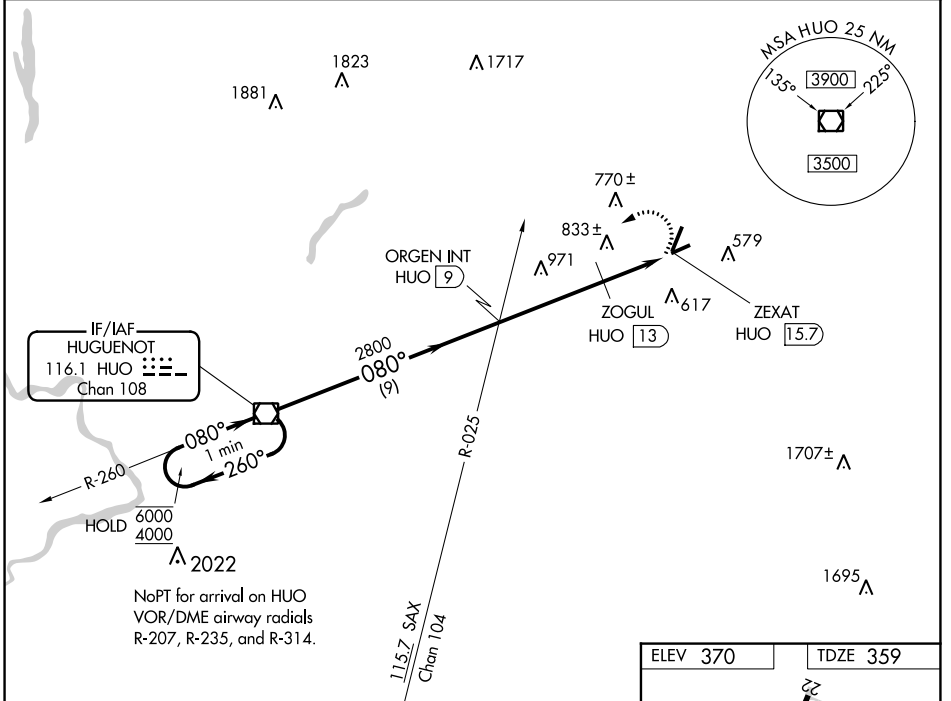 1881
1823
1717
MSA HUO 25 NM
135°
3900
225°
3500
770 ±
833 ±
971
579
617
ORGEN INT
HUO 9
ZOGUL
HUO 13
ZEXAT
HUO 15.7
IF/IAF
HUGUENOT
116.1 HUO
Chan 108
2800
080°
(9)
080°
1 min
260°
R-260
R-025
HOLD
6000
4000
2022
NoPT for arrival on HUO
VOR/DME airway radials
R-207, R-235, and R-314.
115.7 SAX
Chan 104
1707 ±
1695
ELEV 370
TDZE 359
22